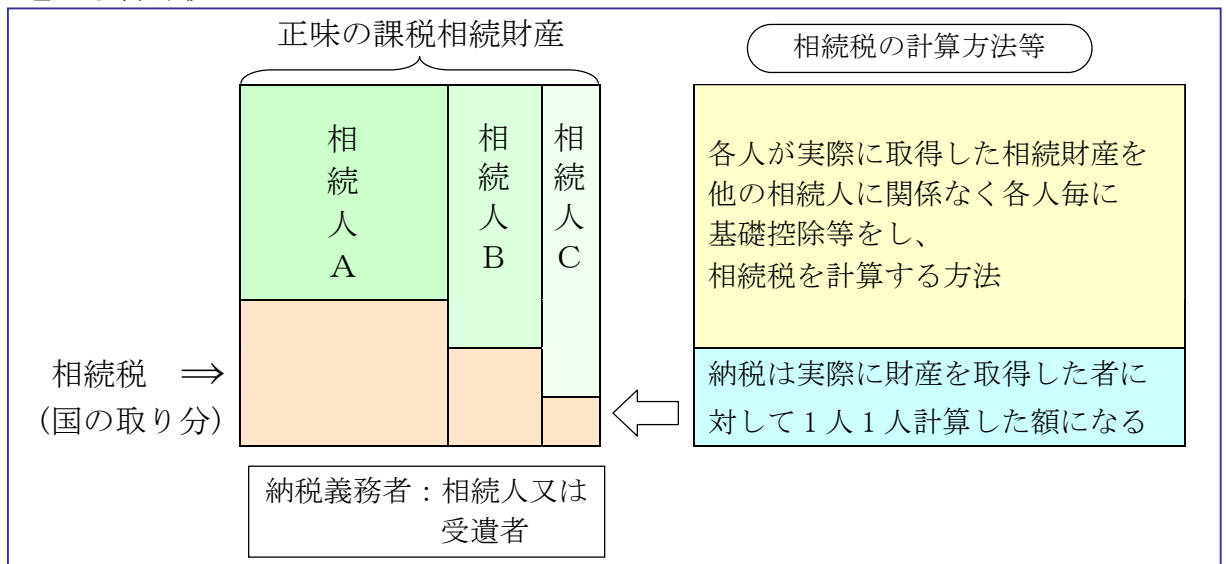 正味の課税相続財産
相続税の計算方法等
相続人A
相続人B
相続人C
各人が実際に取得した相続財産を
他の相続人に関係なく各人毎に
基礎控除等をし、
相続税を計算する方法
相続税 ⇒
(国の取り分)
納税は実際に財産を取得した者に
対して1人1人計算した額になる
納税義務者：相続人又は
受遺者